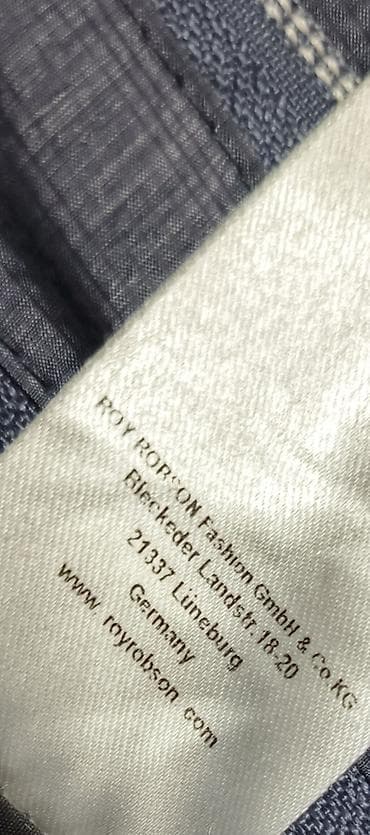 ROY ROBSON Fashion GmbH & Co.KG
Bleckeder Landstr. 18-20
21337 Lüneburg
Germany
www royrobson com